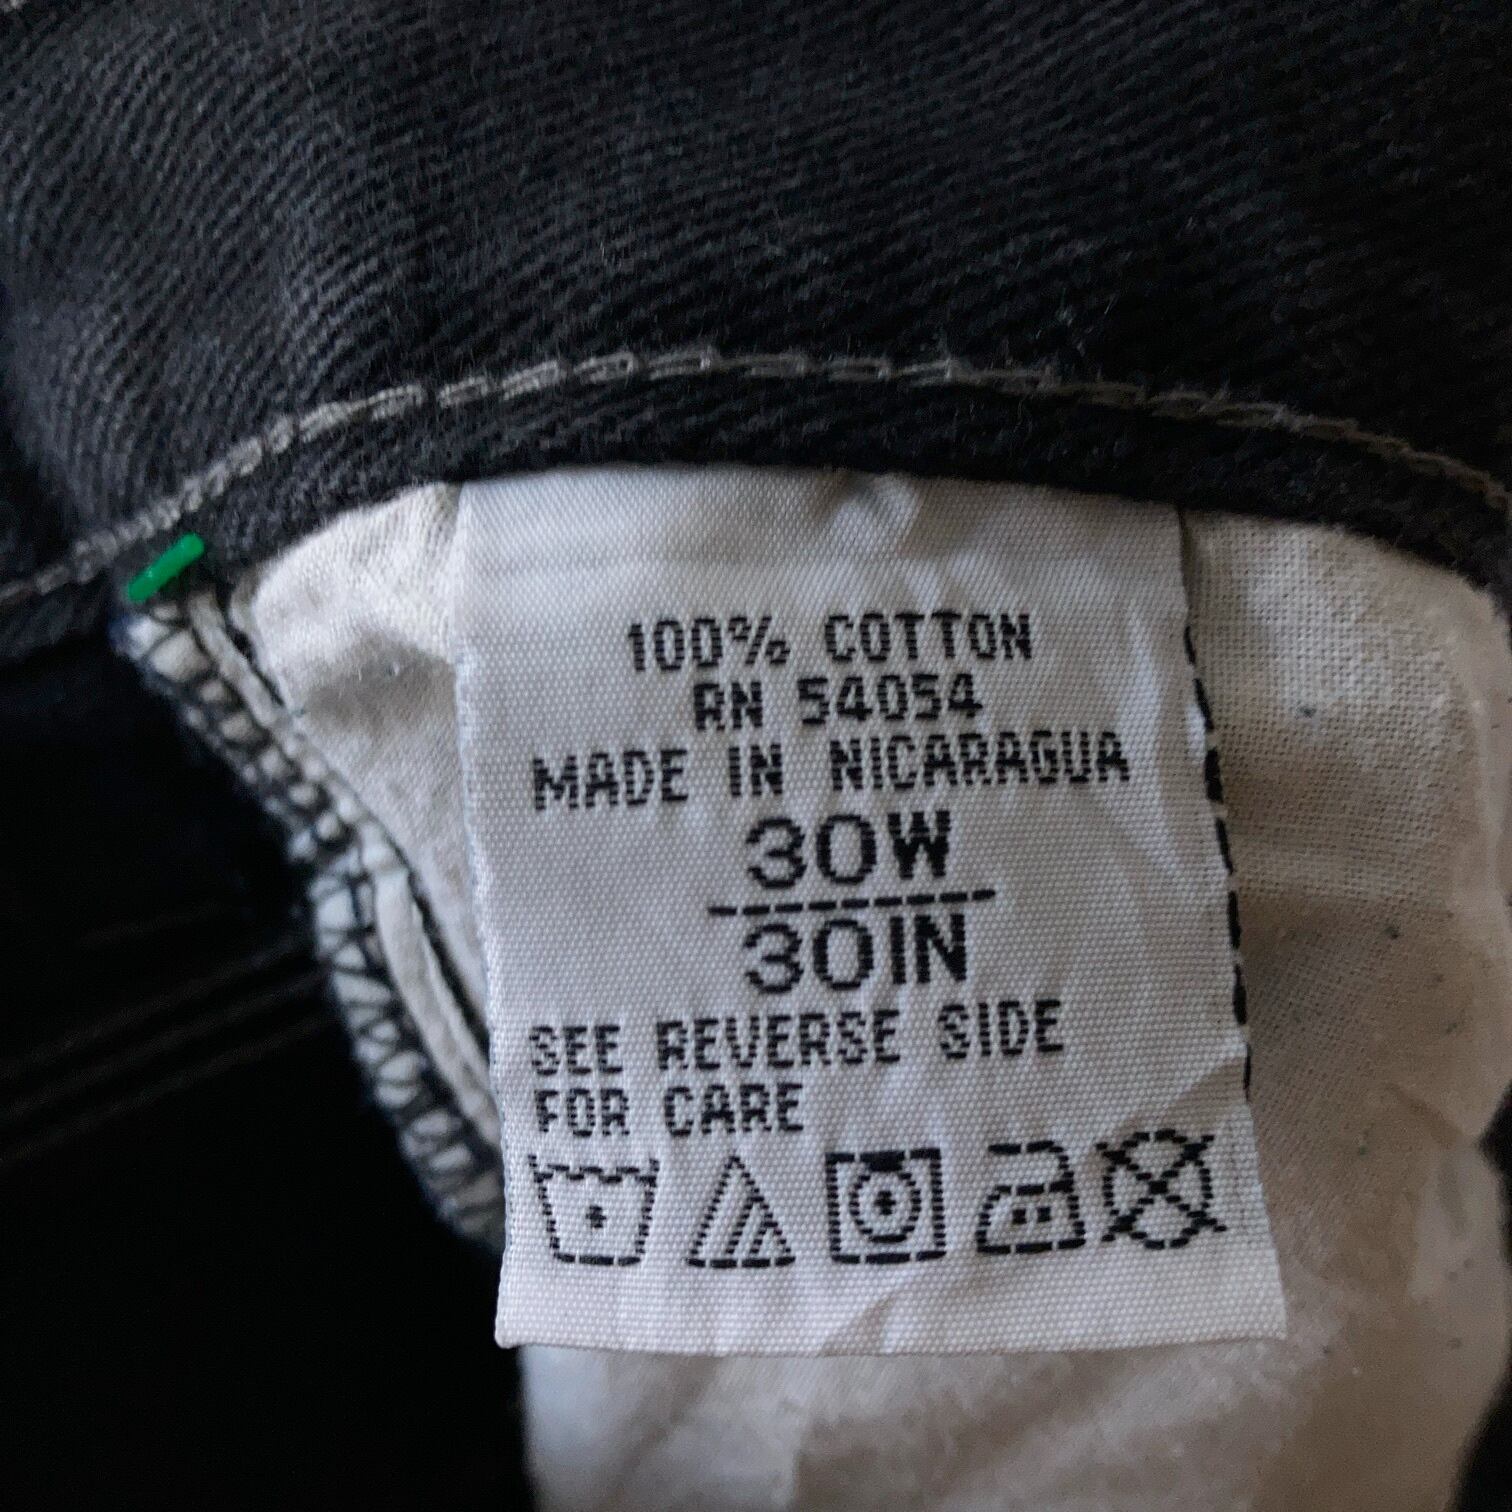 100% COTTON
RN 54054
MADE IN NICARAGUA
30W
30IN
SEE REVERSE SIDE
FOR CARE